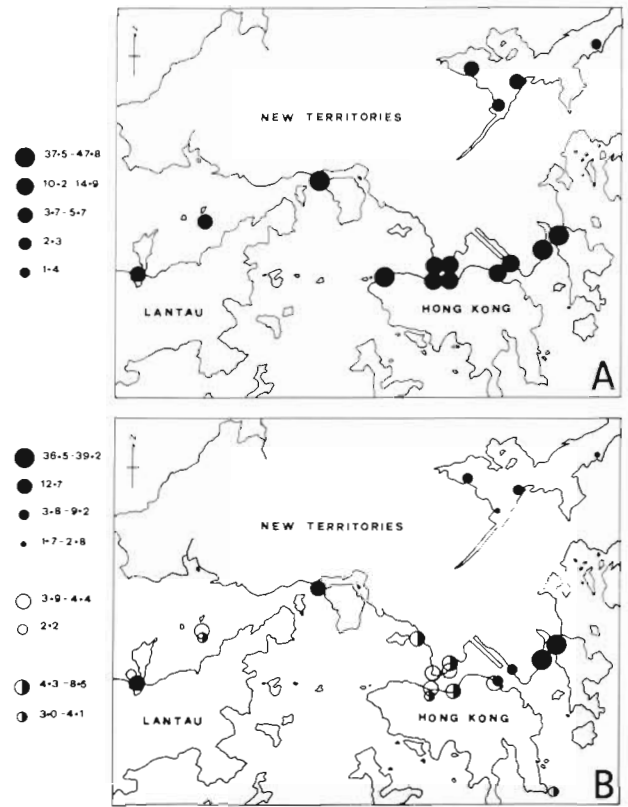 NEW TERRITORIES
37•5 - 47•8
10•2 14•9
3•7 - 5•7
2•3
1•4
LANTAU
HONG KONG
A
36•5 - 39•2
12•7
3•8 - 9•2
1•7 - 2•8
NEW TERRITORIES
3•9 - 4•4
2•2
4•3 - 8•5
3•0 - 4•1
LANTAU
HONG KONG
B